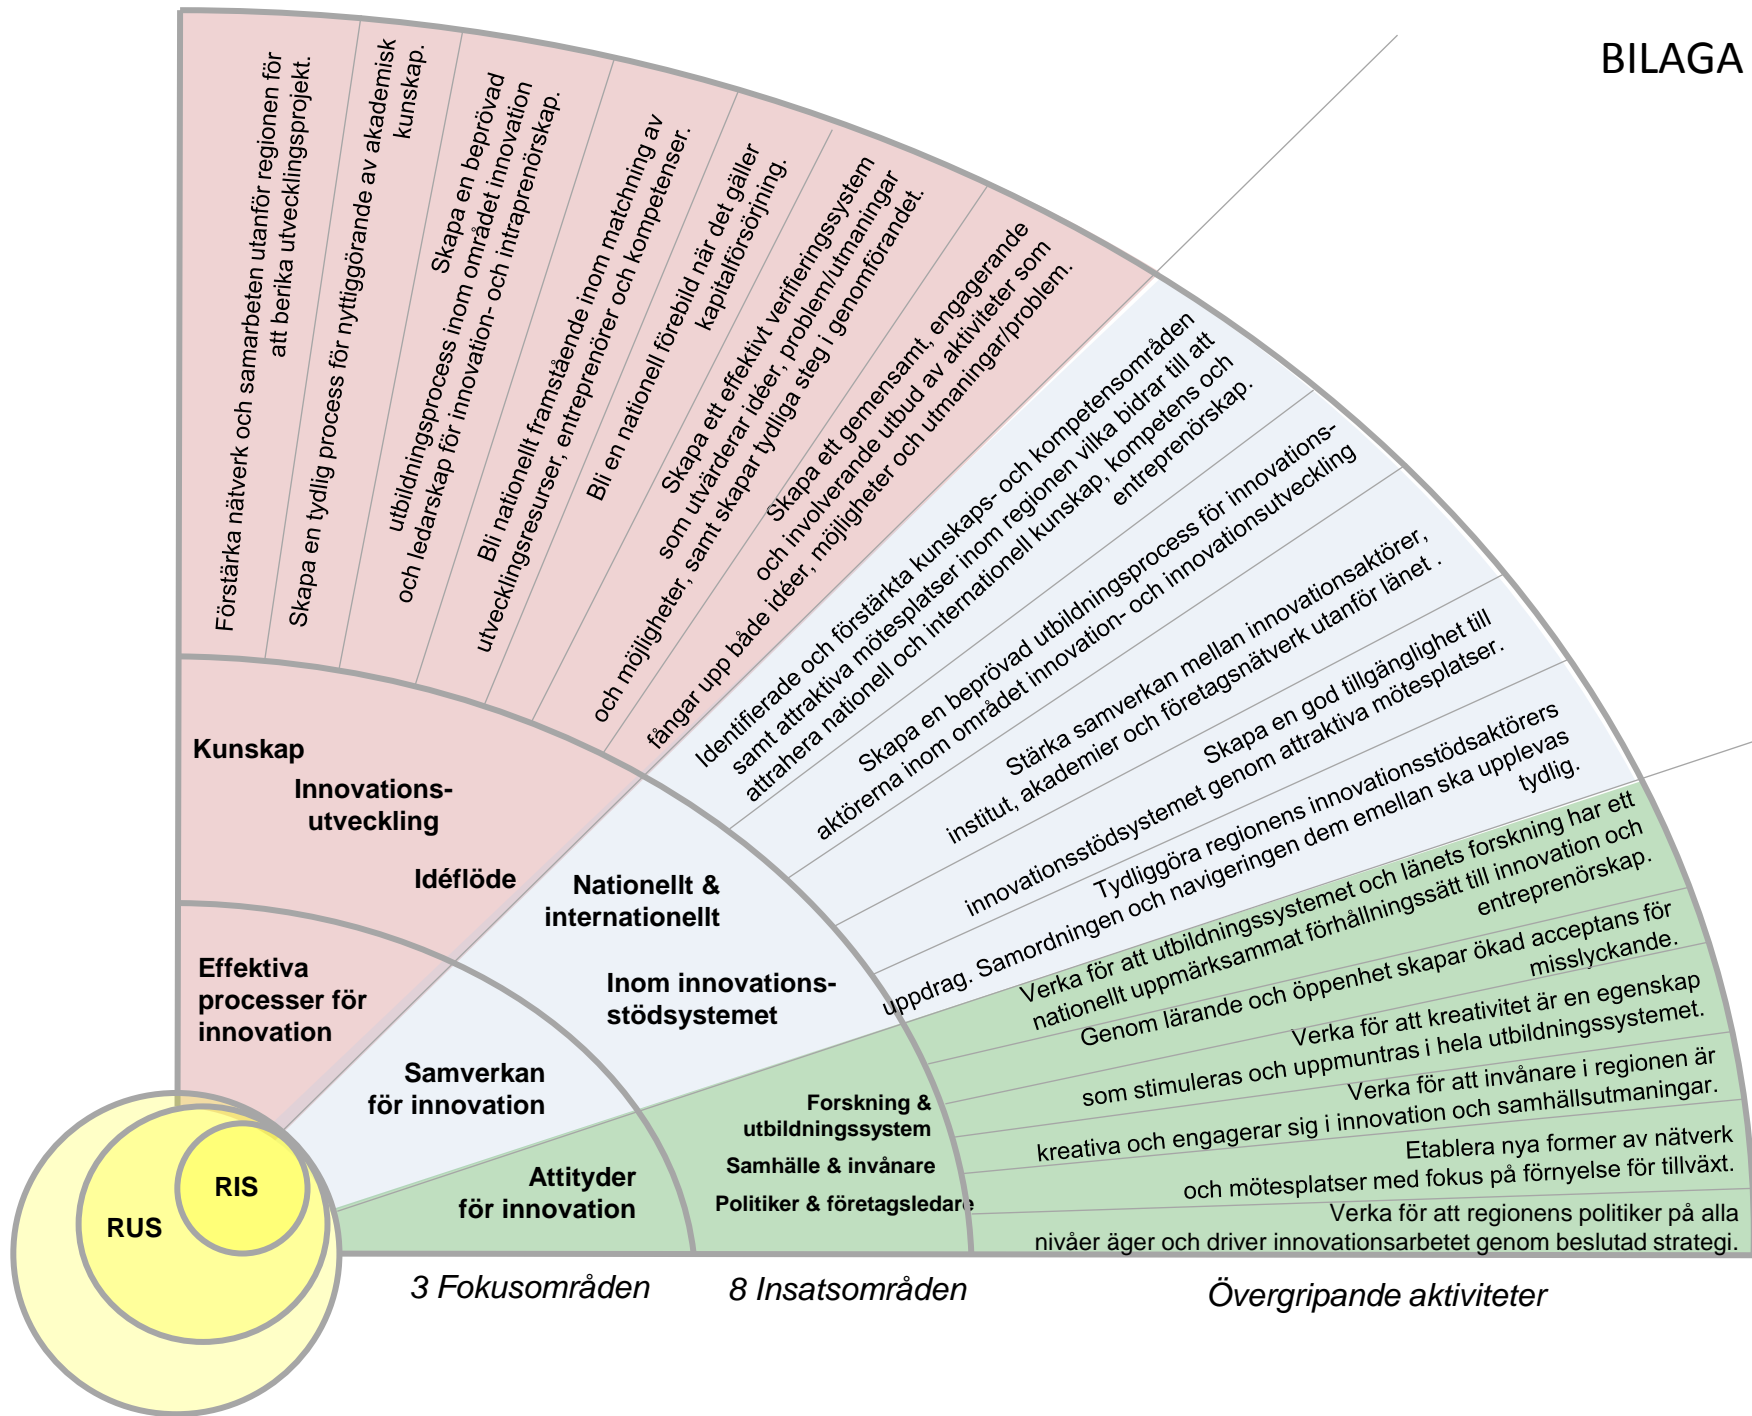 BILAGA
Förstärka nätverk och samarbeten utanför regionen för
att berika utvecklingsprojekt.
Skapa en tydlig process för nyttiggörande av akademisk
kunskap.
Skapa en beprövad
utbildningsprocess inom området innovation
och ledarskap för innovation- och intraprenörskap.
Bli nationellt framstående inom matchning av
utvecklingsresurser, entreprenörer och kompetenser.
Bli en nationell förebild när det gäller
kapitalförsörjning.
Skapa ett effektivt verifieringssystem
som utvärderar idéer, problem/utmaningar
och möjligheter, samt skapar tydliga steg i genomförandet.
Skapa ett gemensamt, engagerande
och involverande utbud av aktiviteter som
fångar upp både idéer, möjligheter och utmaningar/problem.
Identifierade och förstärkta kunskaps- och kompetensområden
samt attraktiva mötesplatser inom regionen vilka bidrar till att
attrahera nationell och internationell kunskap, kompetens och
entreprenörskap.
Skapa en beprövad utbildningsprocess för innovations-
aktörerna inom området innovation- och innovationsutveckling
Stärka samverkan mellan innovationsaktörer,
institut, akademier och företagsnätverk utanför länet .
Skapa en god tillgänglighet till
innovationsstödsystemet genom attraktiva mötesplatser.
Tydliggöra regionens innovationsstödsaktörers
uppdrag. Samordningen och navigeringen dem emellan ska upplevas
tydlig.
Verka för att utbildningssystemet och länets forskning har ett
nationellt uppmärksammat förhållningssätt till innovation och
entreprenörskap.
Genom lärande och öppenhet skapar ökad acceptans för
misslyckande.
Verka för att kreativitet är en egenskap
som stimuleras och uppmuntras i hela utbildningssystemet.
Verka för att invånare i regionen är
kreativa och engagerar sig i innovation och samhällsutmaningar.
Etablera nya former av nätverk
och mötesplatser med fokus på förnyelse för tillväxt.
Verka för att regionens politiker på alla
nivåer äger och driver innovationsarbetet genom beslutad strategi.
Kunskap
Innovations-
utveckling
Idéflöde
Nationellt &
internationellt
Inom innovations-
stödsystemet
Forskning &
utbildningssystem
Samhälle & invånare
Politiker & företagsledare
Effektiva
processer för
innovation
Samverkan
för innovation
Attityder
för innovation
RIS
RUS
3 Fokusområden
8 Insatsområden
Övergripande aktiviteter